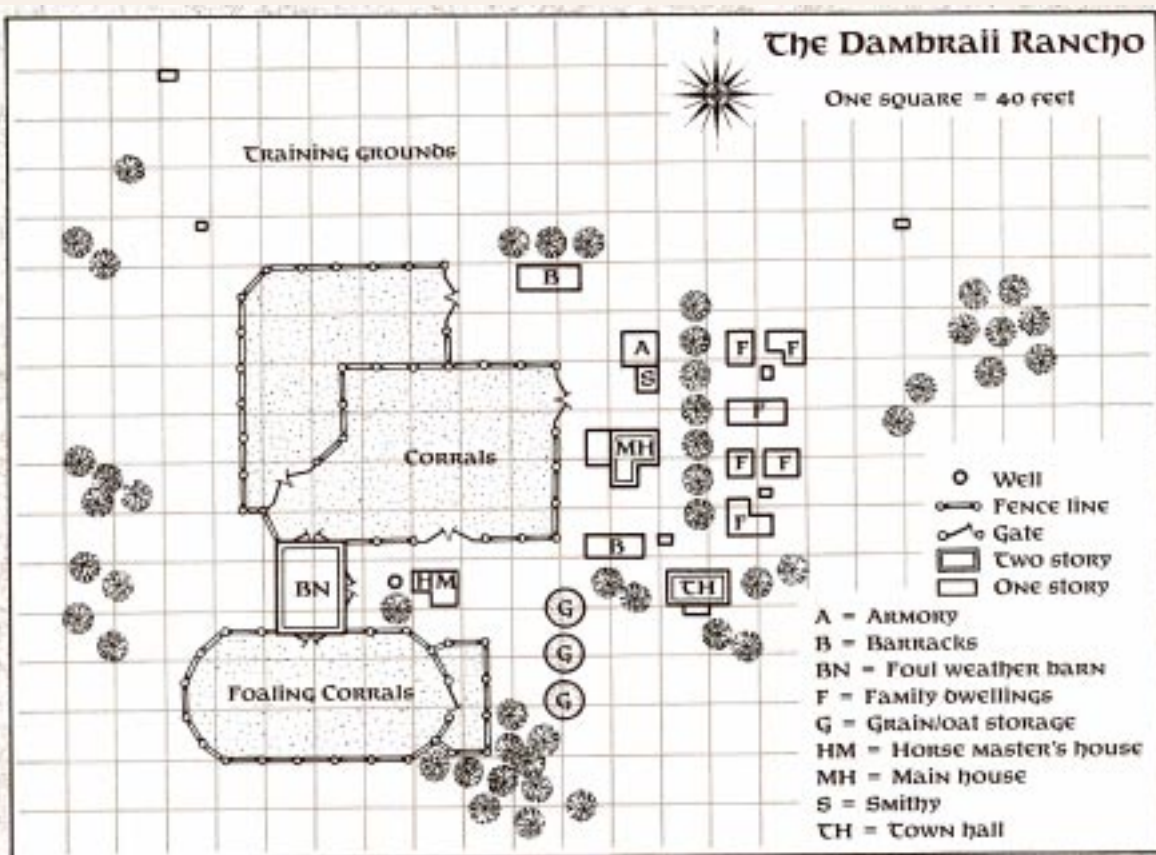 The Dambraii Rancho
One square = 40 feet
Training grounds
B
A
F
F
S
F
MH
Corrals
F
F
F
B
BN
HM
TH
G
G
G
Foaling Corrals
Well
Fence line
Gate
Two story
One story
A = Armory
B = Barracks
BN = Foul weather barn
F = Family dwellings
G = Grain/oat storage
HM = Horse master's house
MH = Main house
S = Smithy
TH = Town hall